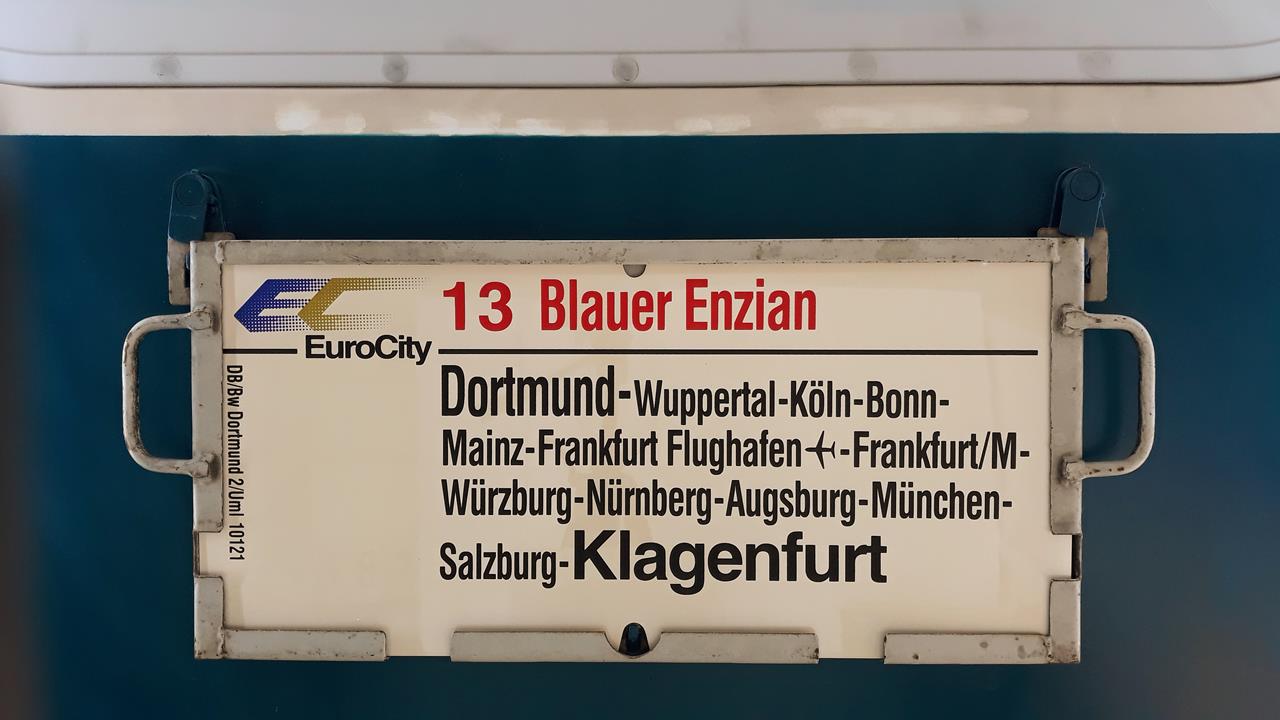 EC 13 Blauer Enzian
EuroCity
Dortmund-Wuppertal-Köln-Bonn-
Mainz-Frankfurt Flughafen✈-Frankfurt/M-
Würzburg-Nürnberg-Augsburg-München-
Salzburg-Klagenfurt
DB/Bw Dortmund 2/Uml 10121